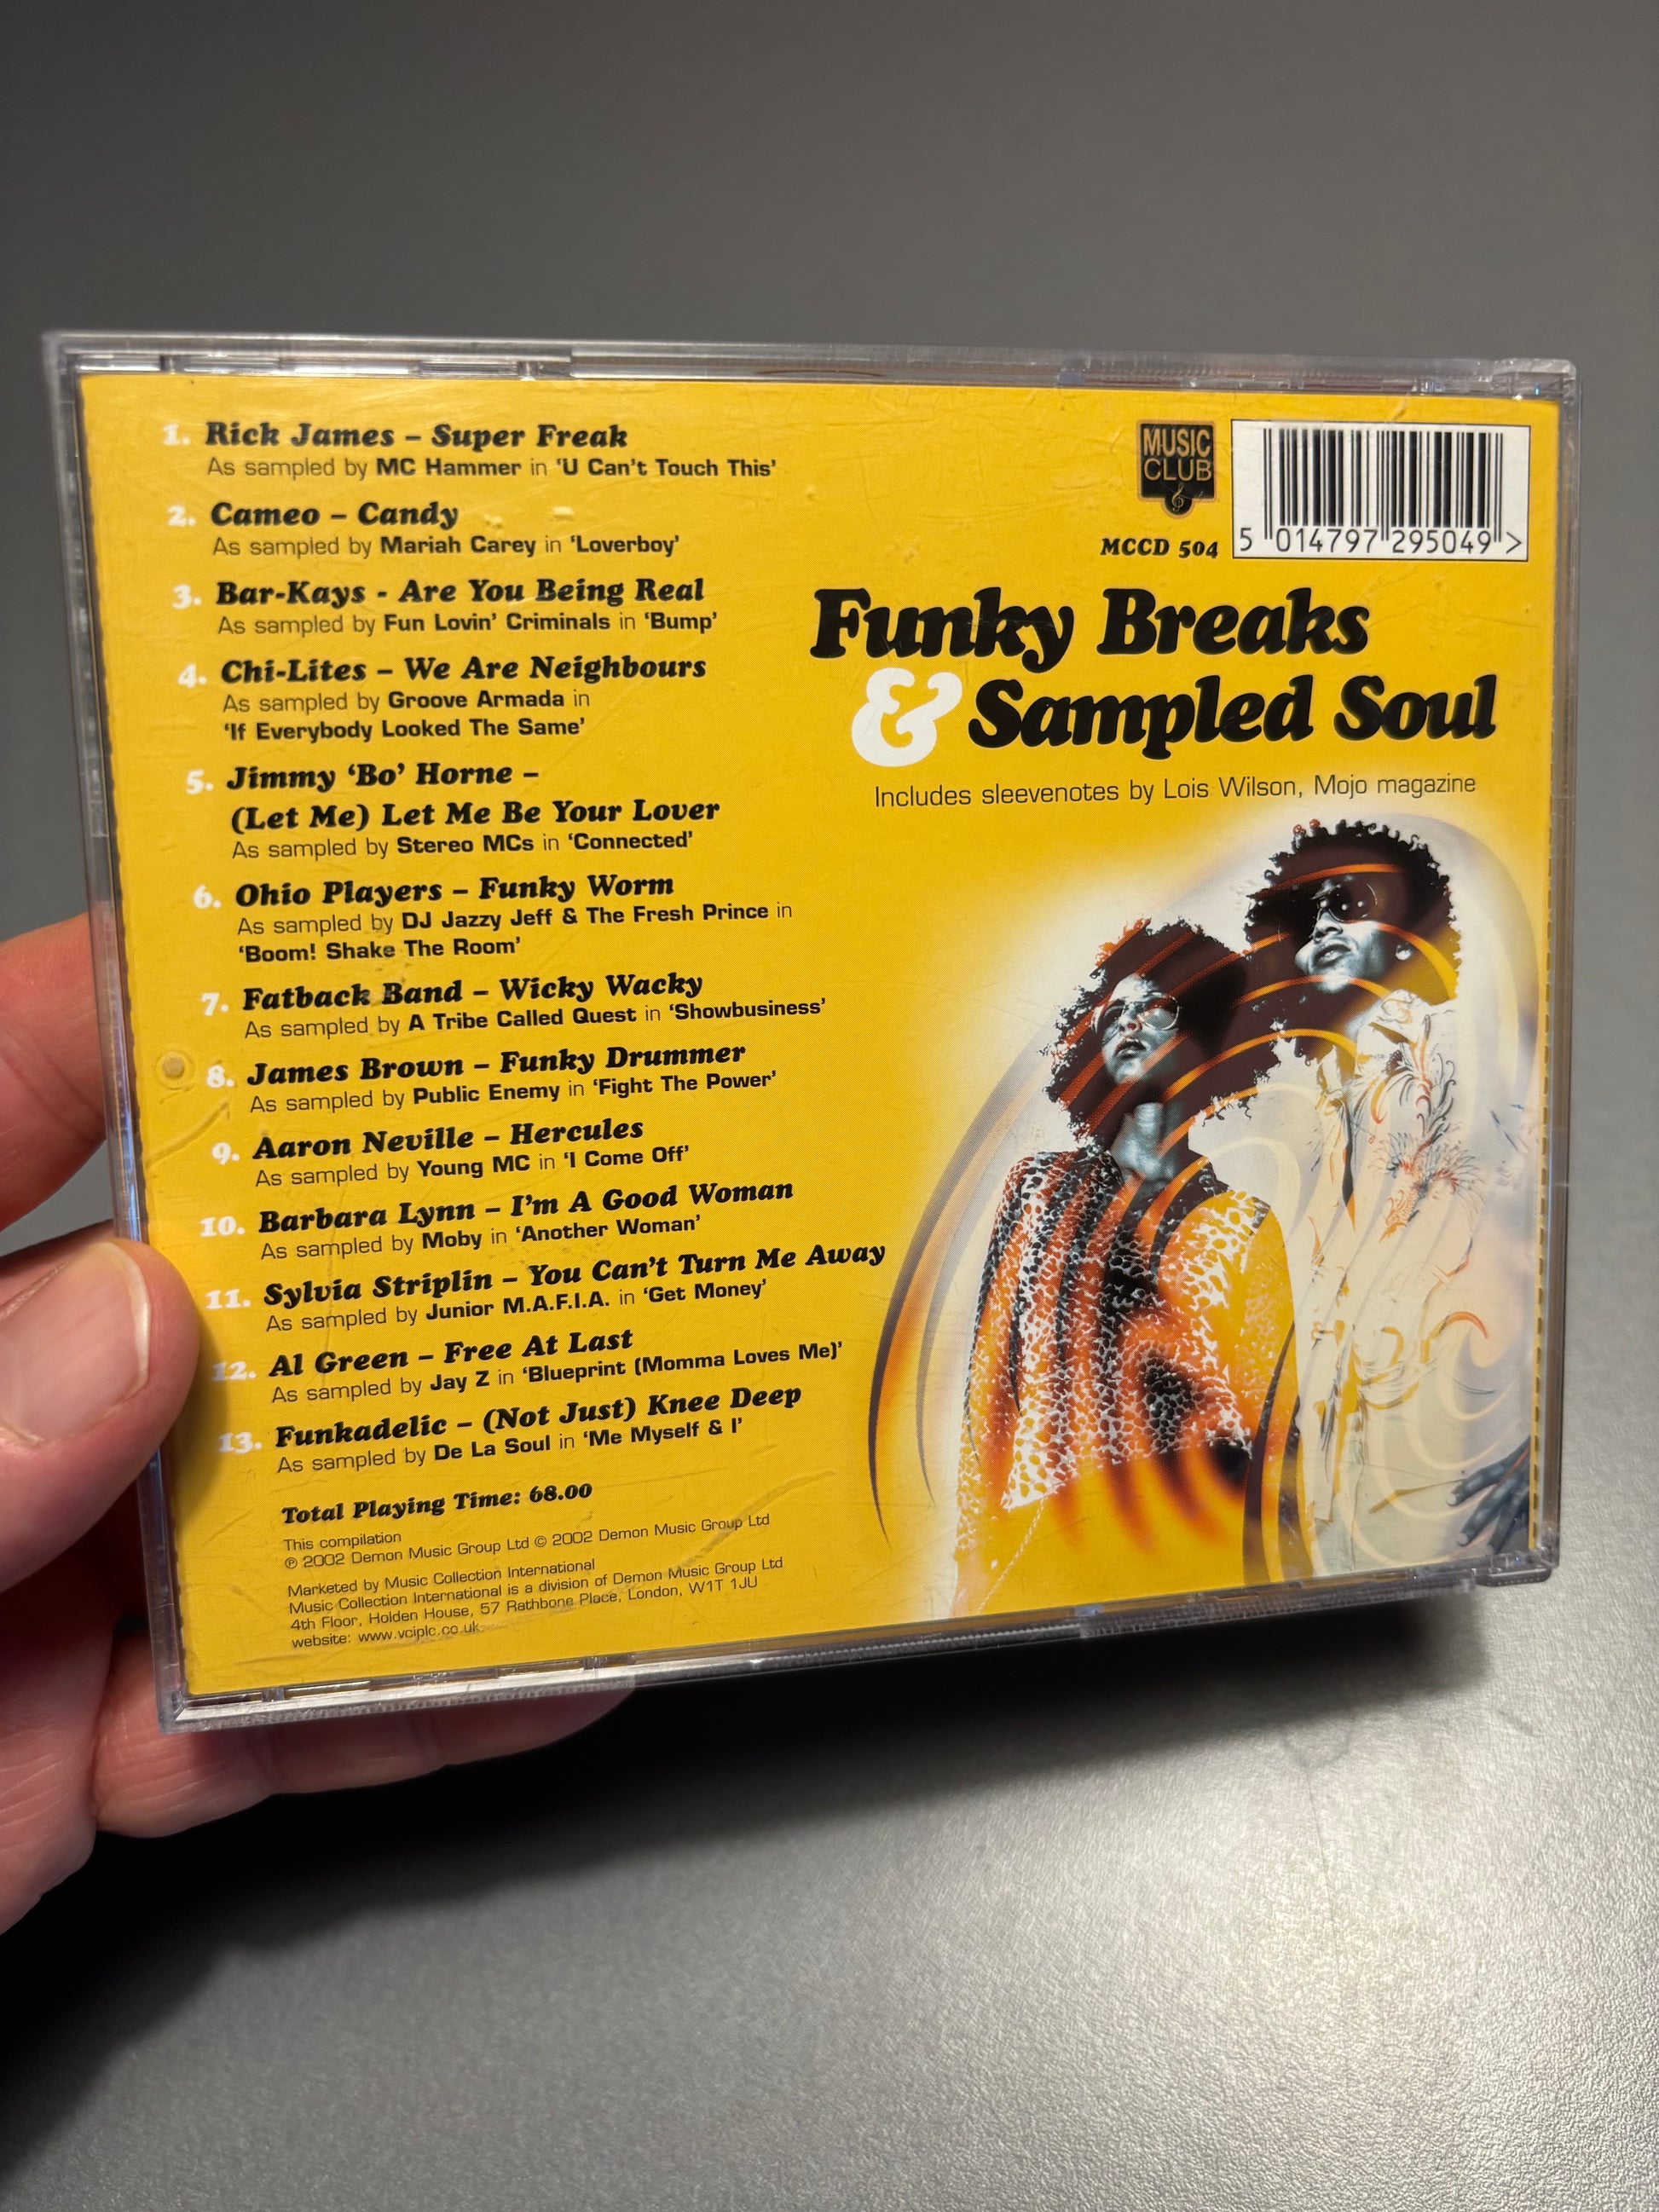 1. Rick James – Super Freak
As sampled by MC Hammer in ‘U Can’t Touch This’
2. Cameo – Candy
As sampled by Mariah Carey in ‘Loverboy’
3. Bar-Kays - Are You Being Real
As sampled by Fun Lovin’ Criminals in ‘Bump’
4. Chi-Lites – We Are Neighbours
As sampled by Groove Armada in
‘If Everybody Looked The Same’
5. Jimmy ‘Bo’ Horne –
(Let Me) Let Me Be Your Lover
As sampled by Stereo MCs in ‘Connected’
6. Ohio Players – Funky Worm
As sampled by DJ Jazzy Jeff & The Fresh Prince in
‘Boom! Shake The Room’
7. Fatback Band – Wicky Wacky
As sampled by A Tribe Called Quest in ‘Showbusiness’
8. James Brown – Funky Drummer
As sampled by Public Enemy in ‘Fight The Power’
9. Aaron Neville – Hercules
As sampled by Young MC in ‘I Come Off’
10. Barbara Lynn – I’m A Good Woman
As sampled by Moby in ‘Another Woman’
11. Sylvia Striplin – You Can’t Turn Me Away
As sampled by Junior M.A.F.I.A. in ‘Get Money’
12. Al Green – Free At Last
As sampled by Jay Z in ‘Blueprint (Momma Loves Me)’
13. Funkadelic – (Not Just) Knee Deep
As sampled by De La Soul in ‘Me Myself & I’
Total Playing Time: 68.00
This compilation
℗ 2002 Demon Music Group Ltd © 2002 Demon Music Group Ltd
Marketed by Music Collection International
Music Collection International is a division of Demon Music Group Ltd
4th Floor, Holden House, 57 Rathbone Place, London, W1T 1JU
website: www.vciplc.co.uk
MUSIC
CLUB
MCCD 504
5 014797 295049 >
Funky Breaks
& Sampled Soul
Includes sleevenotes by Lois Wilson, Mojo magazine